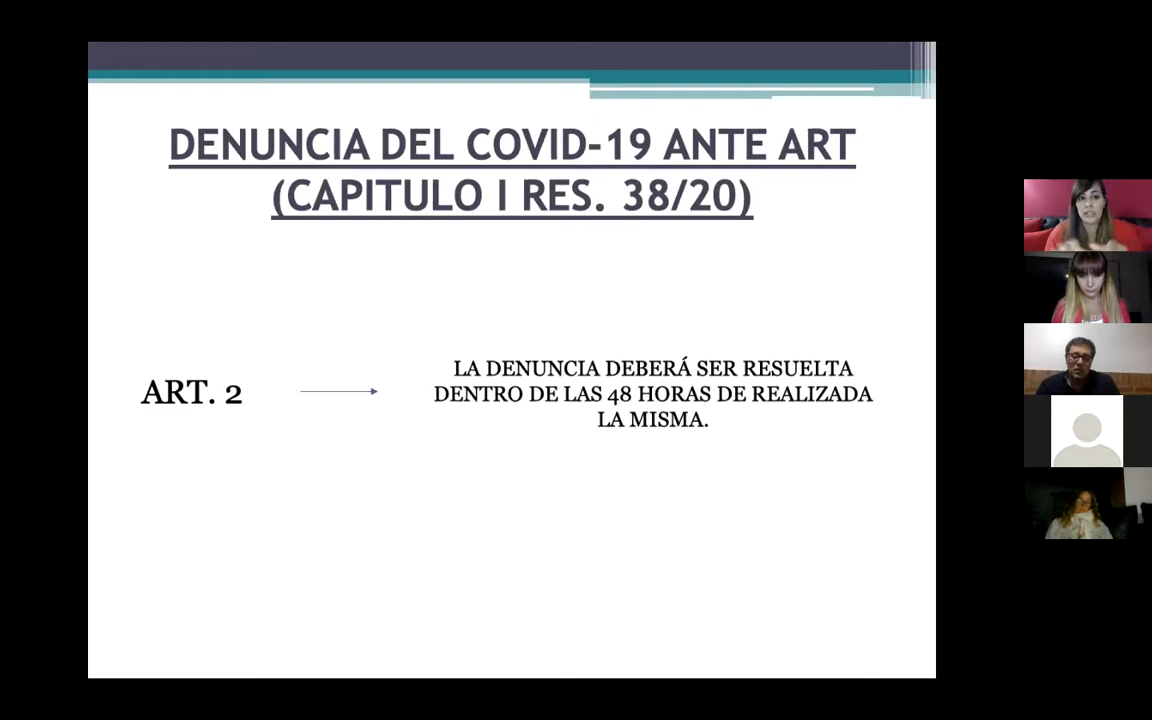 DENUNCIA DEL COVID-19 ANTE ART
(CAPITULO I RES. 38/20)
ART. 2
LA DENUNCIA DEBERÁ SER RESUELTA
DENTRO DE LAS 48 HORAS DE REALIZADA
LA MISMA.